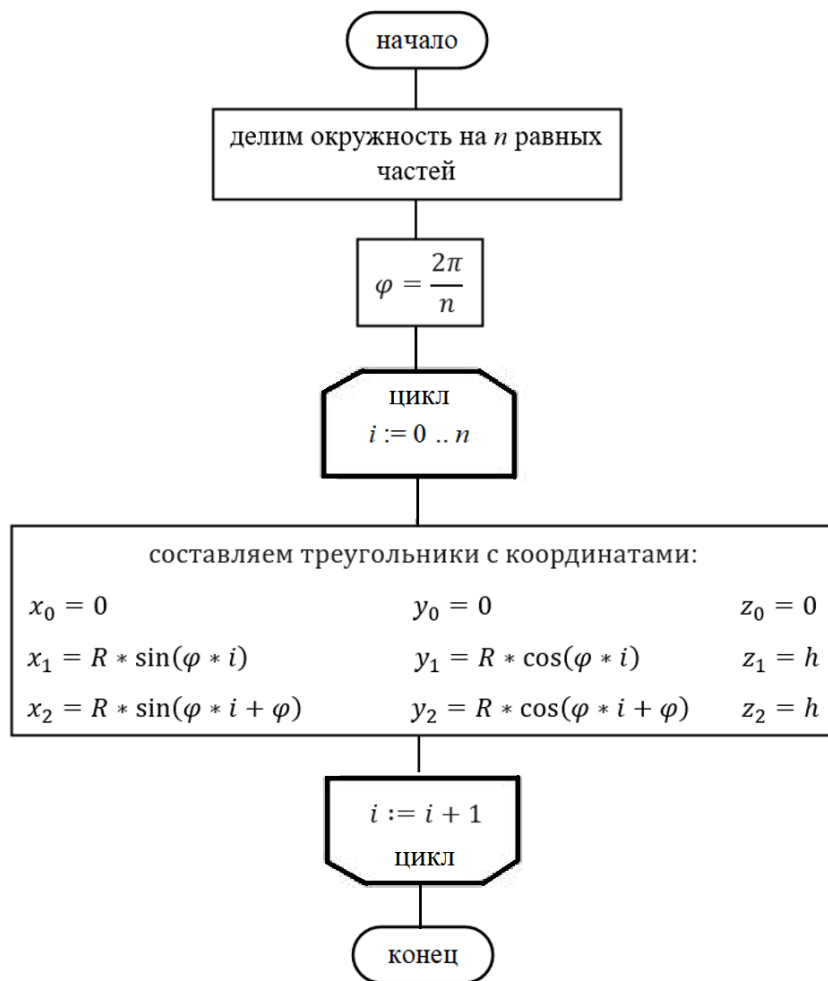 начало
делим окружность на n равных
частей
φ = 2π/n
цикл
i := 0 .. n
составляем треугольники с координатами:
x₀ = 0 y₀ = 0 z₀ = 0
x₁ = R * sin(φ * i) y₁ = R * cos(φ * i) z₁ = h
x₂ = R * sin(φ * i + φ) y₂ = R * cos(φ * i + φ) z₂ = h
i := i + 1
цикл
конец